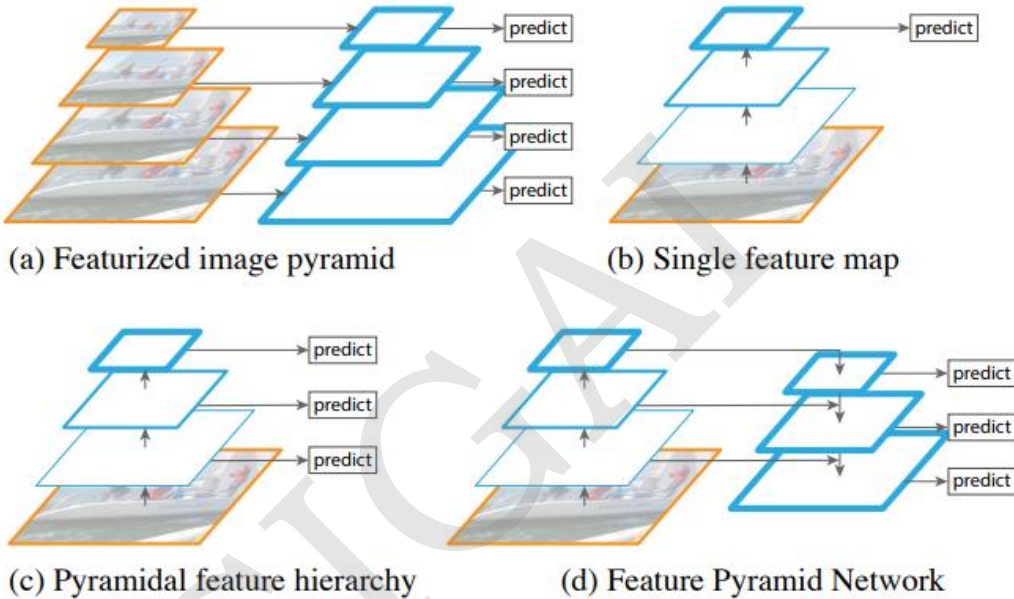 predict
predict
predict
predict
predict
(a) Featurized image pyramid
(b) Single feature map
predict
predict
predict
predict
predict
predict
(c) Pyramidal feature hierarchy
(d) Feature Pyramid Network